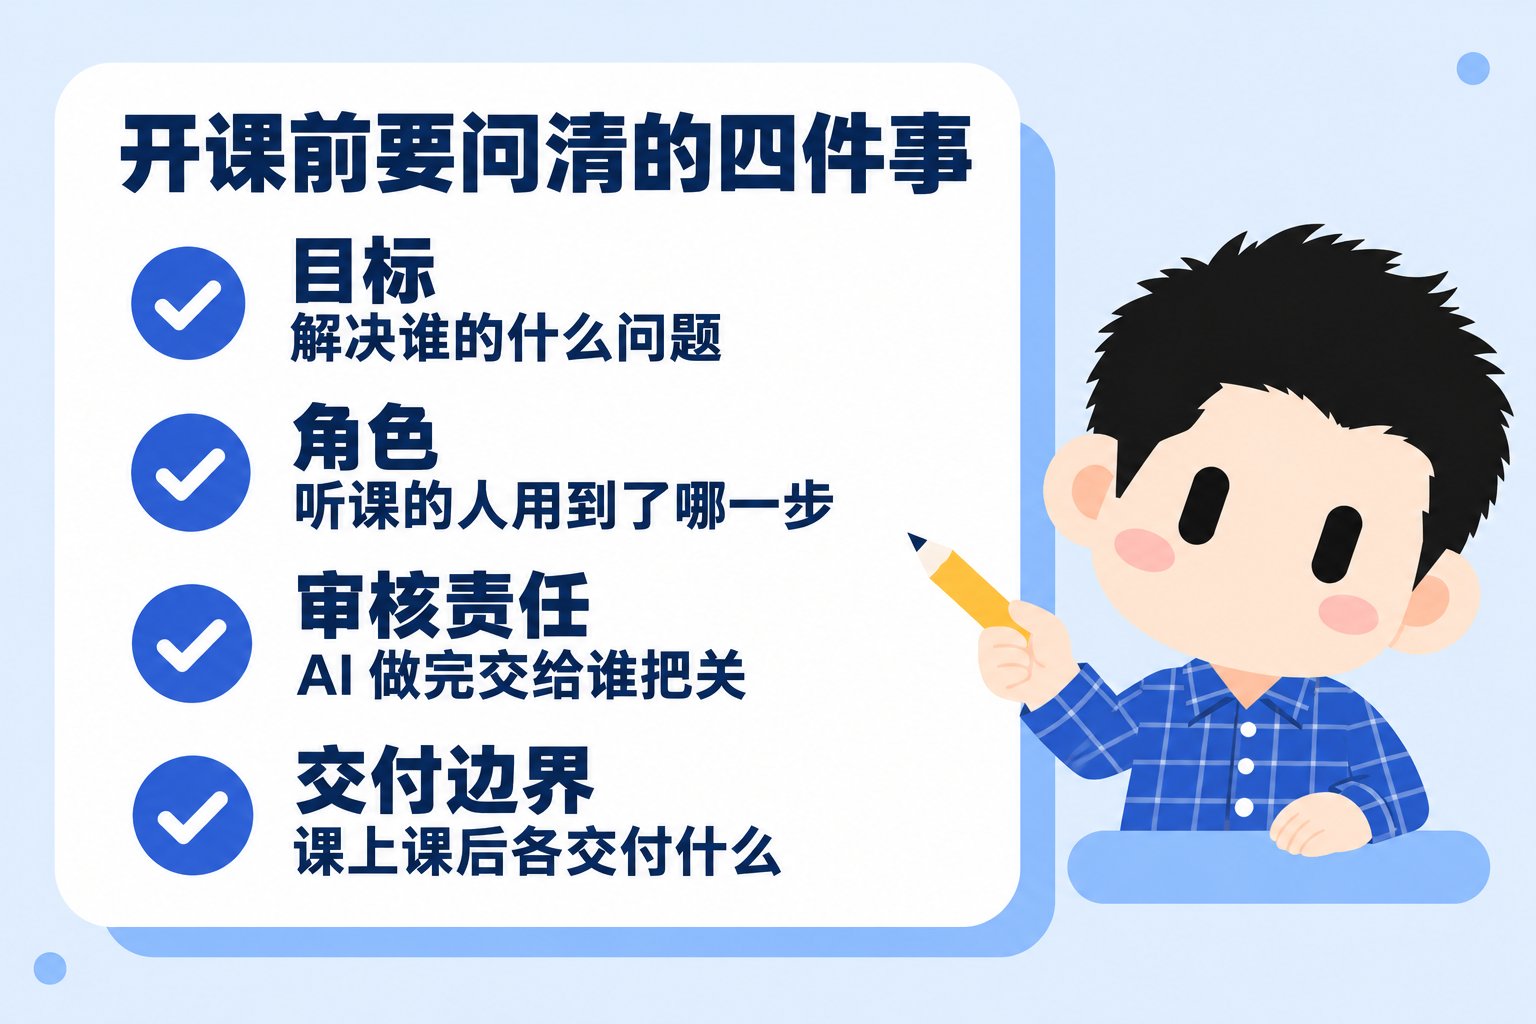 开课前要问清的四件事
目标
解决谁的什么问题
角色
听课的人用到了哪一步
审核责任
AI 做完交给谁把关
交付边界
课上课后各交付什么